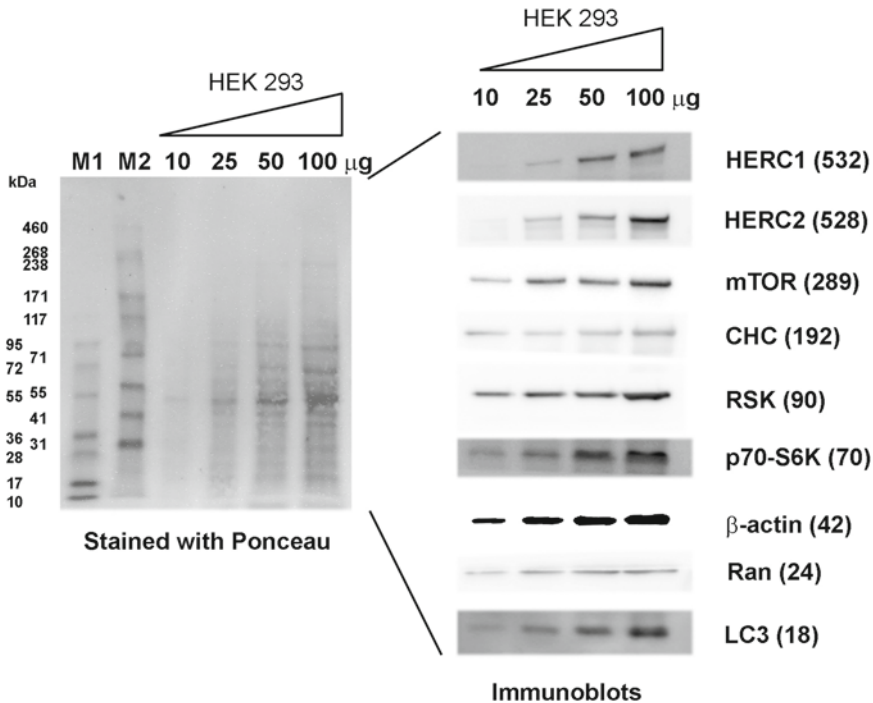 HEK 293
10 25 50 100 μg
HERC1 (532)
HERC2 (528)
mTOR (289)
CHC (192)
RSK (90)
p70-S6K (70)
β-actin (42)
Ran (24)
LC3 (18)
Immunoblots
HEK 293
M1 M2 10 25 50 100 μg
kDa
460
268
238
171
117
95
71
72
55 55
41
36
31
28
17
10
Stained with Ponceau